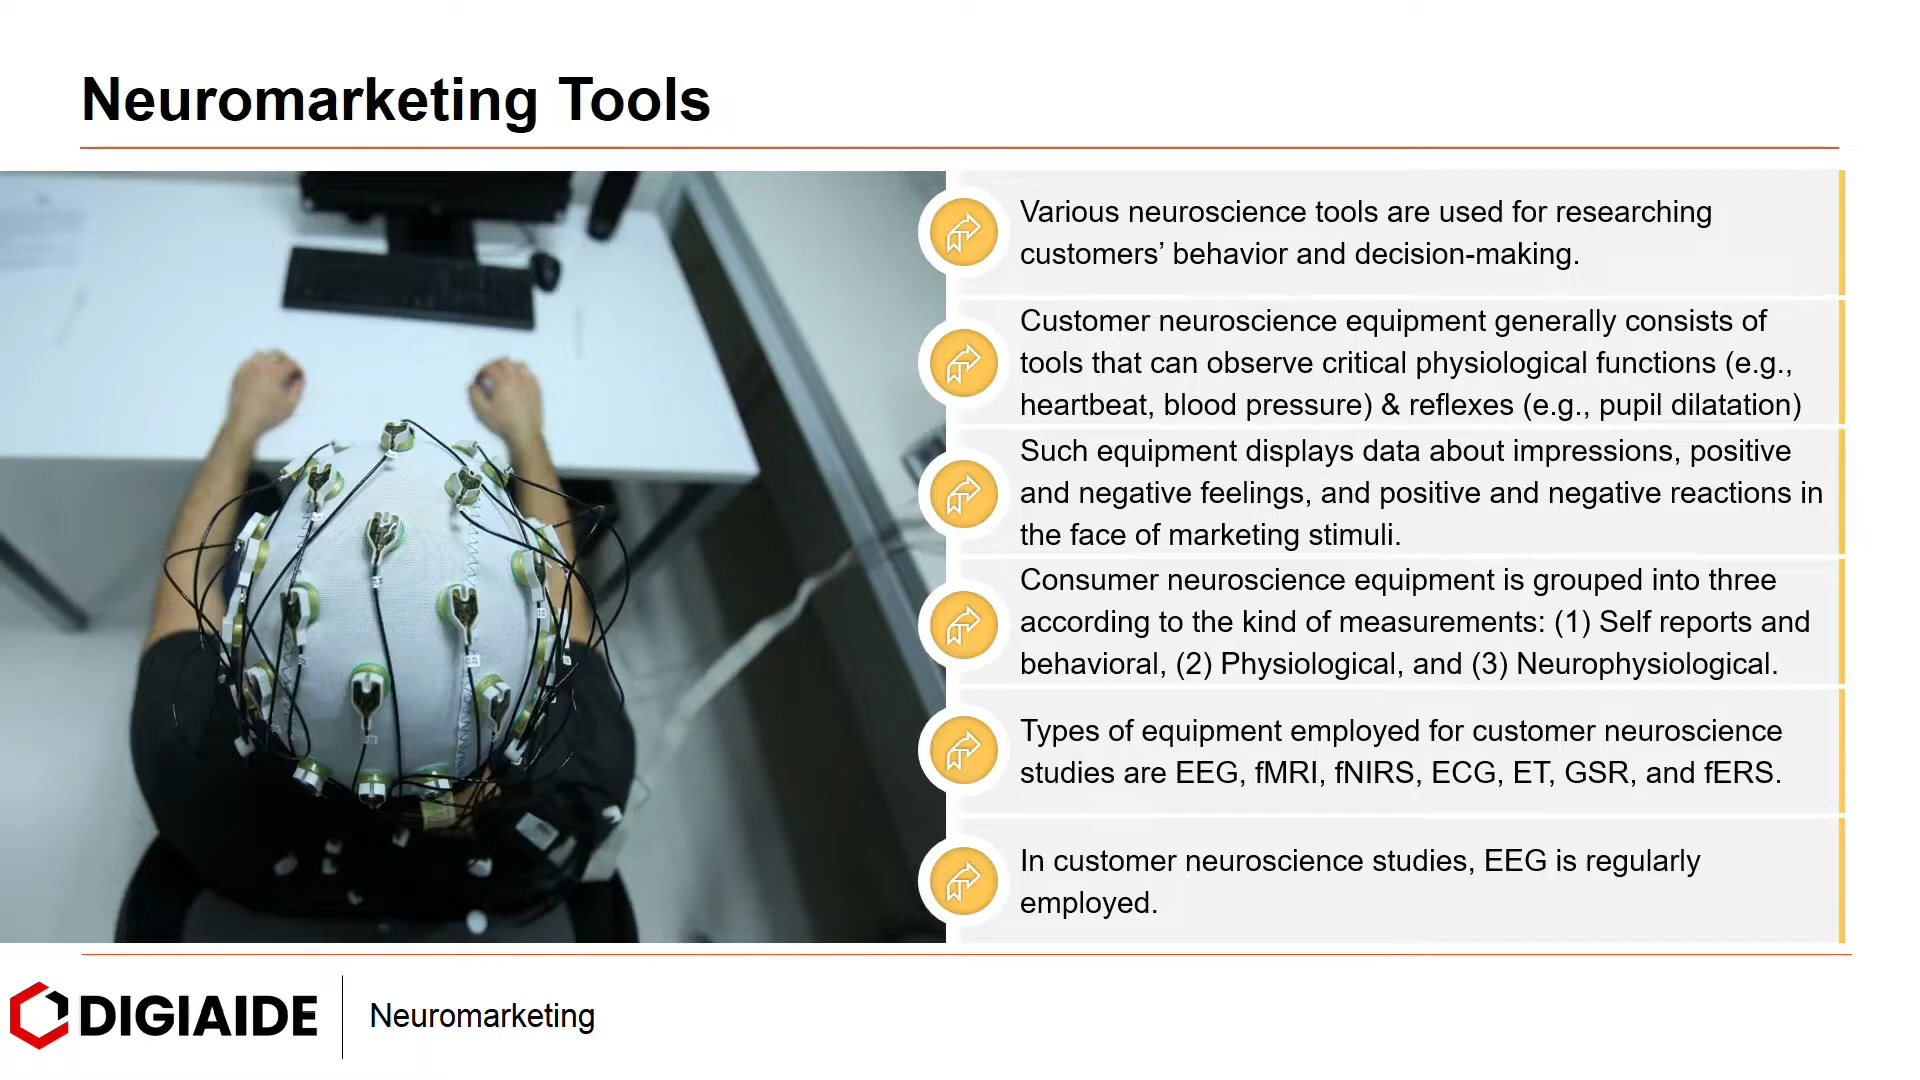 Neuromarketing Tools
Various neuroscience tools are used for researching
customers’ behavior and decision-making.
Customer neuroscience equipment generally consists of
tools that can observe critical physiological functions (e.g.,
heartbeat, blood pressure) & reflexes (e.g., pupil dilatation)
Such equipment displays data about impressions, positive
and negative feelings, and positive and negative reactions in
the face of marketing stimuli.
Consumer neuroscience equipment is grouped into three
according to the kind of measurements: (1) Self reports and
behavioral, (2) Physiological, and (3) Neurophysiological.
Types of equipment employed for customer neuroscience
studies are EEG, fMRI, fNIRS, ECG, ET, GSR, and fERS.
In customer neuroscience studies, EEG is regularly
employed.
DIGIAIDE
Neuromarketing